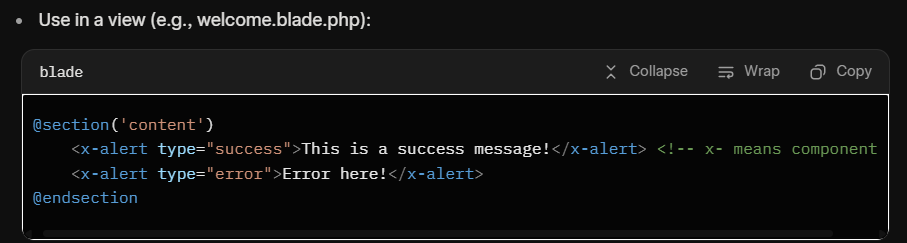 Use in a view (e.g., welcome.blade.php):
blade Collapse Wrap Copy
@section('content')
<x-alert type="success">This is a success message!</x-alert> <!-- x- means component
<x-alert type="error">Error here!</x-alert>
@endsection